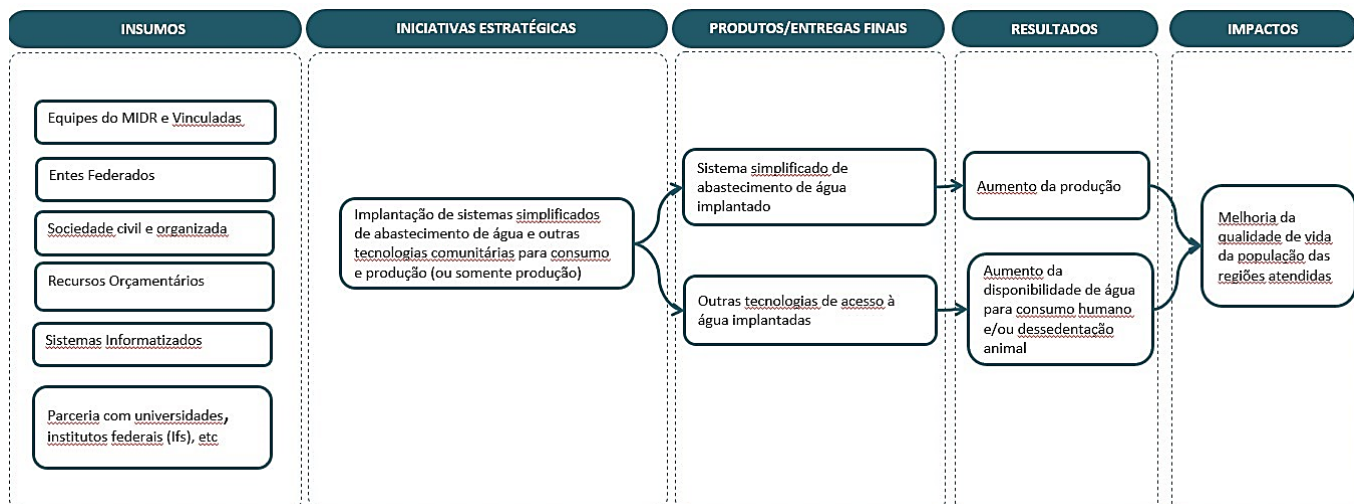 INSUMOS
INICIATIVAS ESTRATÉGICAS
PRODUTOS/ENTREGAS FINAIS
RESULTADOS
IMPACTOS
Equipes do MIDR e Vinculadas
Entes Federados
Sociedade civil e organizada
Recursos Orçamentários
Sistemas Informatizados
Parceria com universidades,
institutos federais (Ifs), etc
Implantação de sistemas simplificados
de abastecimento de água e outras
tecnologias comunitárias para consumo
e produção (ou somente produção)
Sistema simplificado de
abastecimento de água
implantado
Outras tecnologias de acesso à
água implantadas
Aumento da produção
Aumento da
disponibilidade de água
para consumo humano
e/ou dessedentação
animal
Melhoria da
qualidade de vida
da população das
regiões atendidas